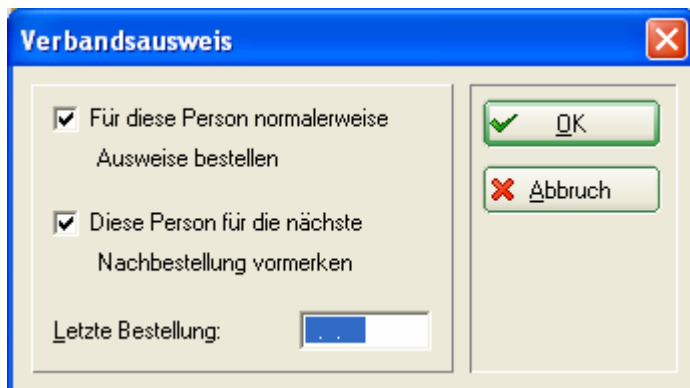 Verbandsausweis
Für diese Person normalerweise
Ausweise bestellen
Diese Person für die nächste
Nachbestellung vormerken
Letzte Bestellung:
. .
OK
Abbruch